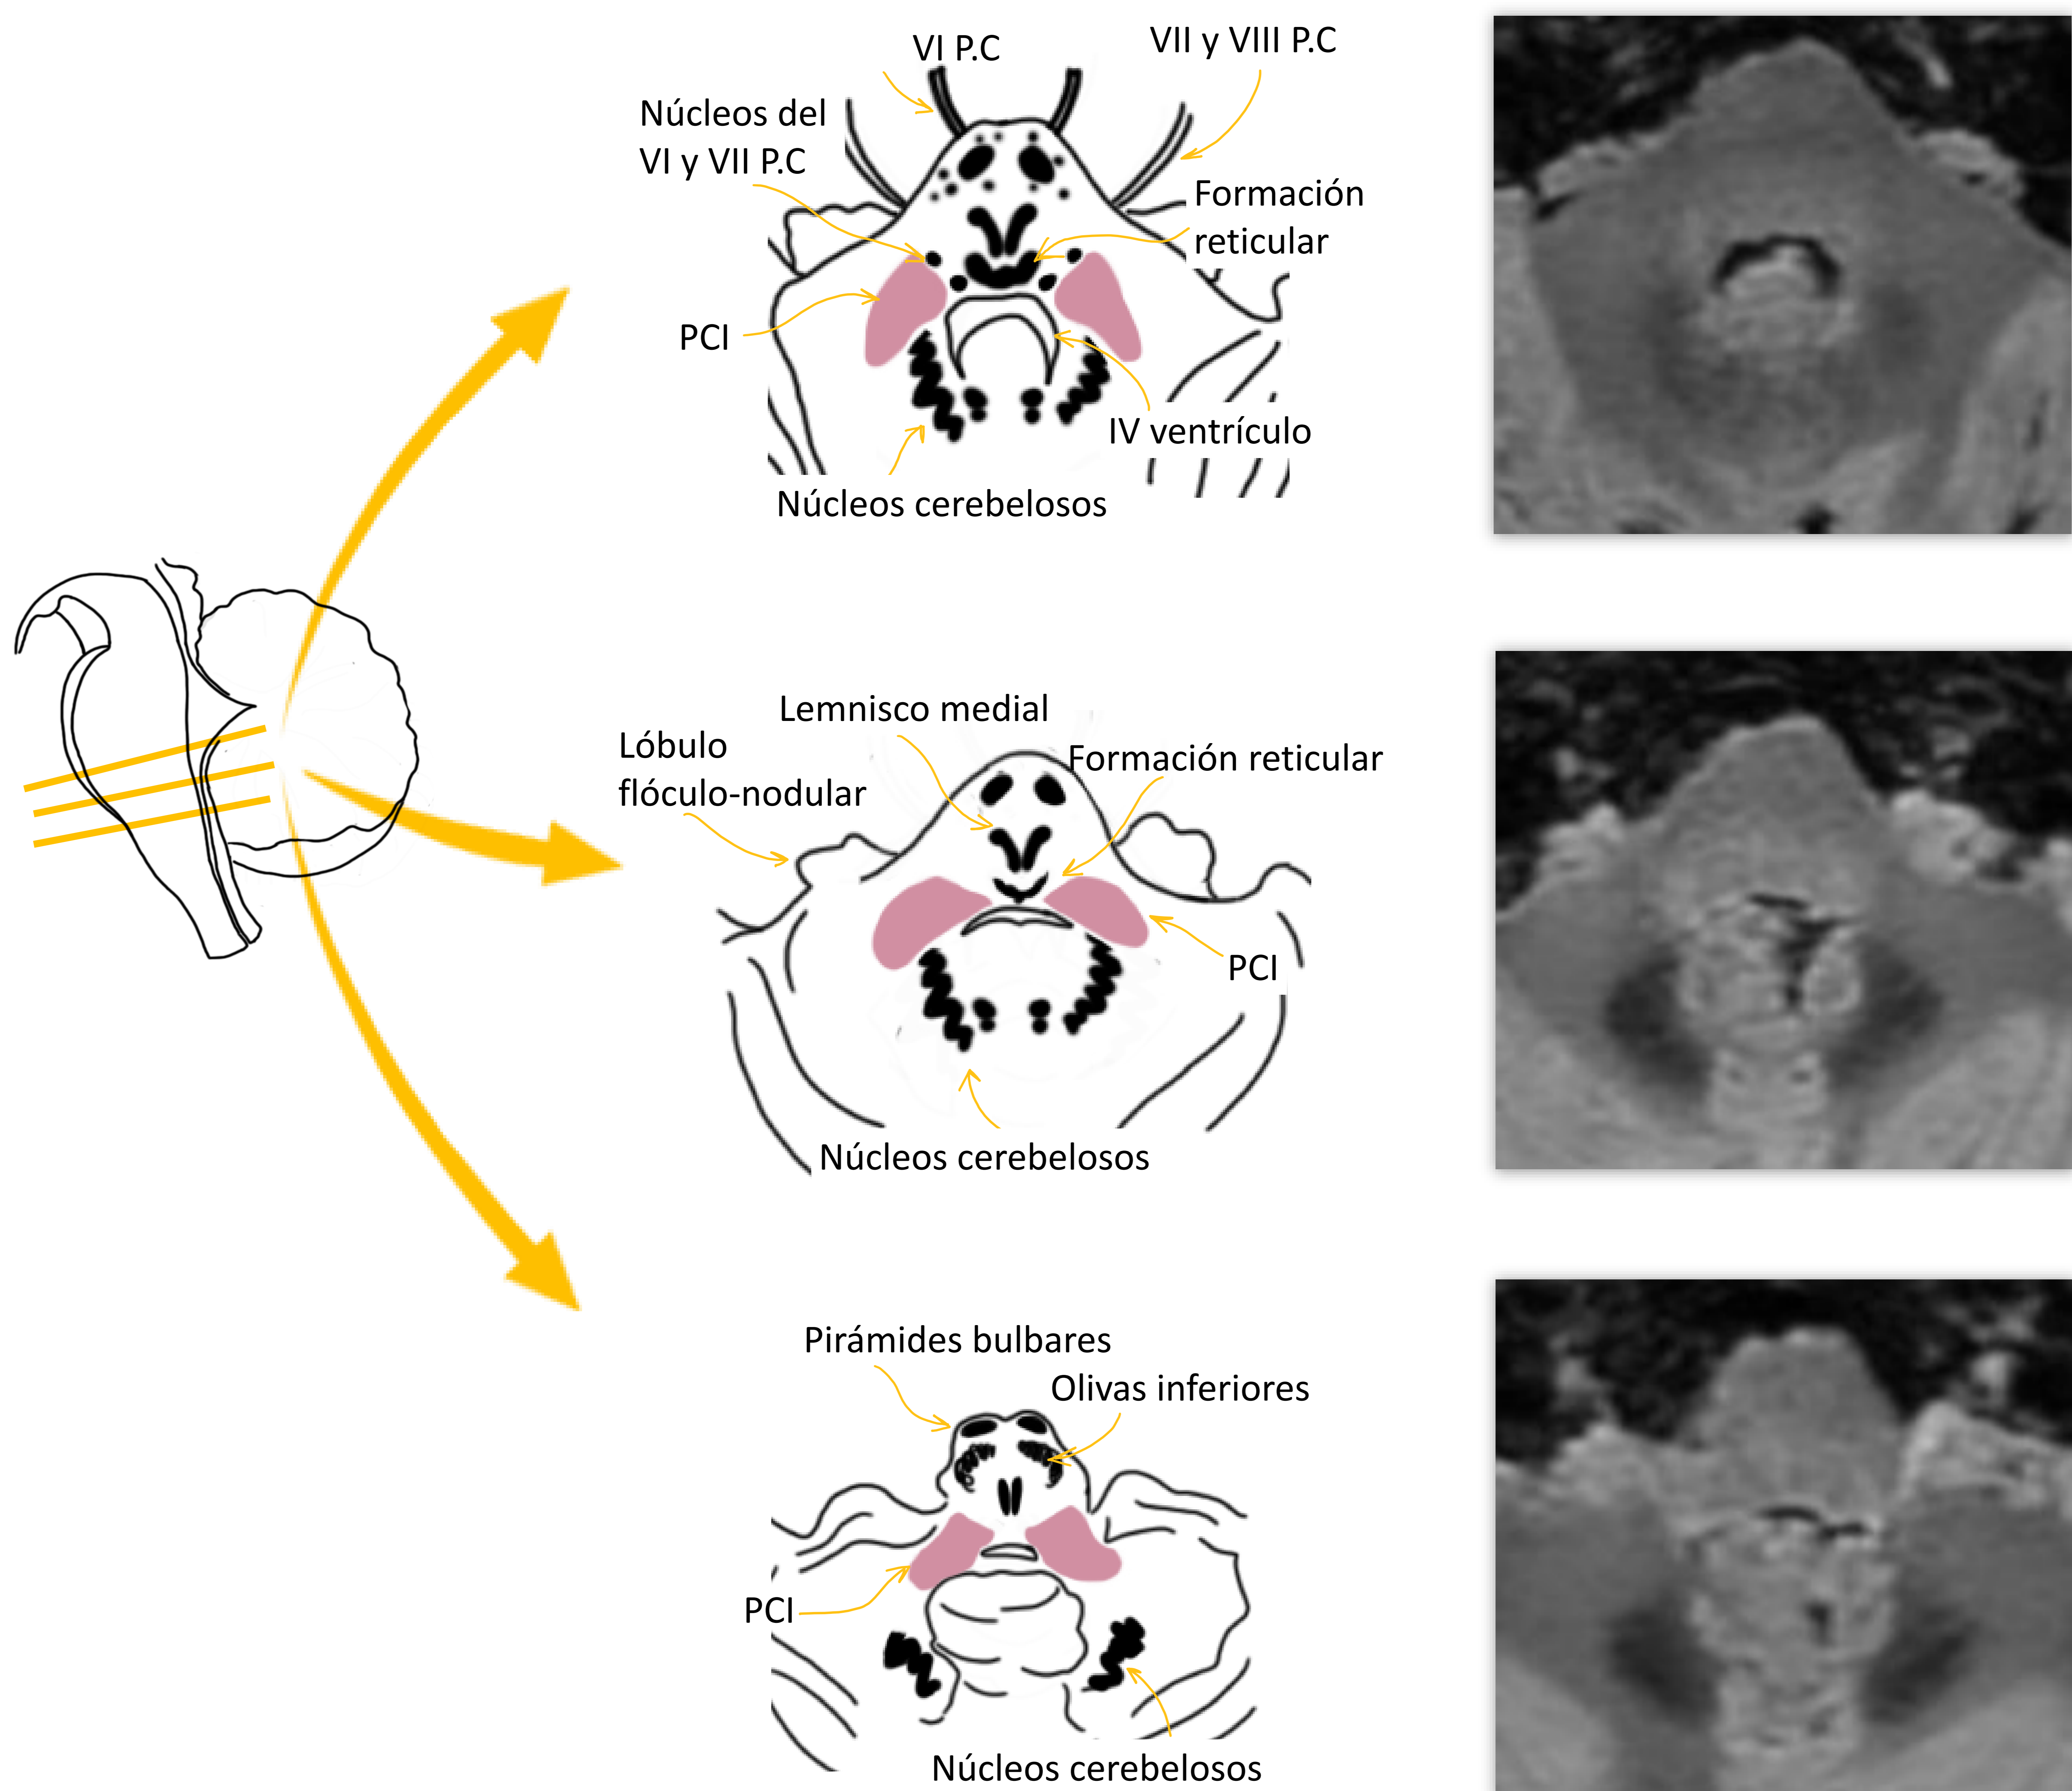 VI P.C
VII y VIII P.C
Núcleos del
VI y VII P.C
Formación
reticular
PCI
IV ventrículo
Núcleos cerebelosos
Lemnisco medial
Lóbulo
flóculo-nodular
Formación reticular
PCI
Núcleos cerebelosos
Pirámides bulbares
Olivas inferiores
PCI
Núcleos cerebelosos